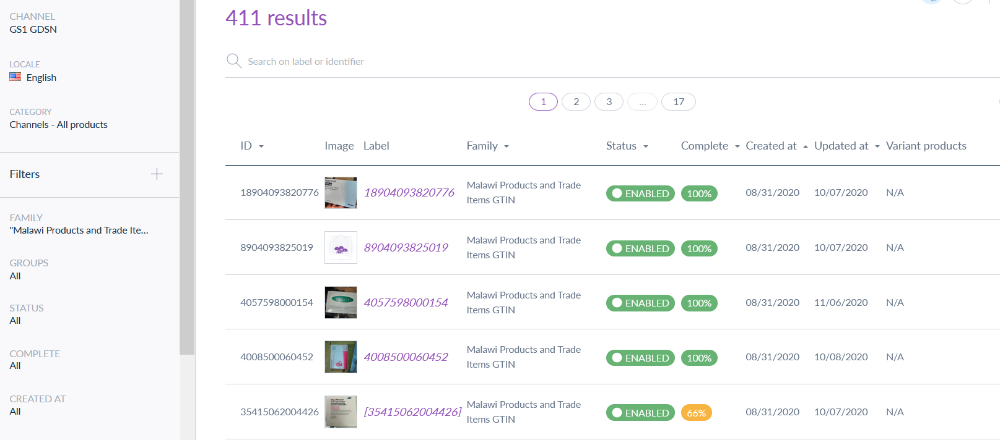 CHANNEL
GS1 GDSN
LOCALE
English
CATEGORY
Channels - All products
Filters
FAMILY
"Malawi Products and Trade Ite...
GROUPS
All
STATUS
All
COMPLETE
All
CREATED AT
All
411 results
Search on label or identifier
1 2 3 ... 17
ID Image Label Family Status Complete Created at Updated at Variant products
18904093820776 18904093820776 Malawi Products and Trade
Items GTIN ENABLED 100% 08/31/2020 10/07/2020 N/A
8904093825019 8904093825019 Malawi Products and Trade
Items GTIN ENABLED 100% 08/31/2020 10/07/2020 N/A
4057598000154 4057598000154 Malawi Products and Trade
Items GTIN ENABLED 100% 08/31/2020 11/06/2020 N/A
4008500060452 4008500060452 Malawi Products and Trade
Items GTIN ENABLED 100% 08/31/2020 10/08/2020 N/A
35415062004426 [35415062004426] Malawi Products and Trade
Items GTIN ENABLED 66% 08/31/2020 10/07/2020 N/A